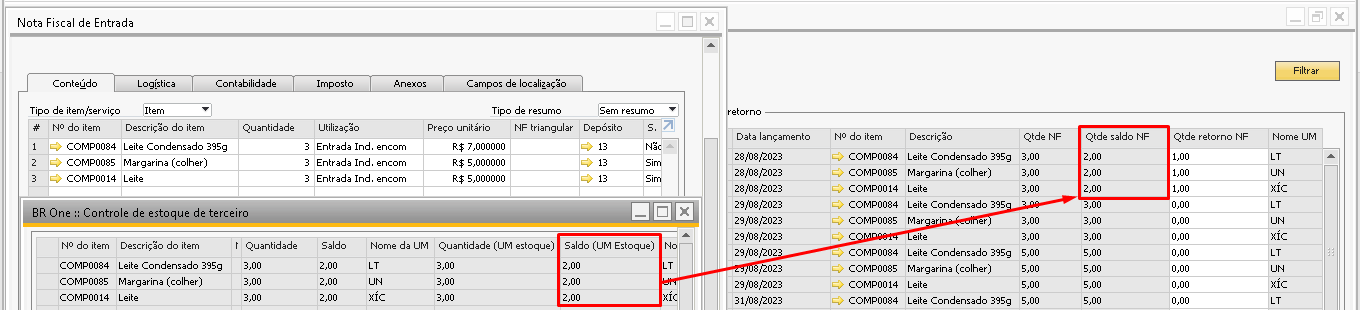 Nota Fiscal de Entrada
Conteúdo Logística Contabilidade Imposto Anexos Campos de localização
Tipo de item/serviço Item Tipo de resumo Sem resumo
# Nº do item Descrição do item Quantidade Utilização Preço unitário NF triangular Depósito S.
1 COMP0084 Leite Condensado 395g 3 Entrada Ind. encom R$ 7,000000 13 Não
2 COMP0085 Margarina (colher) 3 Entrada Ind. encom R$ 5,000000 13 Sim
3 COMP0014 Leite 3 Entrada Ind. encom R$ 5,000000 13 Sim
BR One :: Controle de estoque de terceiro
Nº do item Descrição do item Quantidade Saldo Nome da UM Quantidade (UM estoque) Saldo (UM Estoque) No
COMP0084 Leite Condensado 395g 3,00 2,00 LT 3,00 2,00 LT
COMP0085 Margarina (colher) 3,00 2,00 UN 3,00 2,00 UN
COMP0014 Leite 3,00 2,00 XÍC 3,00 2,00 XÍC
Filtrar
retorno
Data lançamento Nº do item Descrição Qtde NF Qtde saldo NF Qtde retorno NF Nome UM
28/08/2023 COMP0084 Leite Condensado 395g 3,00 2,00 1,00 LT
28/08/2023 COMP0085 Margarina (colher) 3,00 2,00 1,00 UN
28/08/2023 COMP0014 Leite 3,00 2,00 1,00 XÍC
29/08/2023 COMP0084 Leite Condensado 395g 3,00 3,00 0,00 LT
29/08/2023 COMP0085 Margarina (colher) 3,00 3,00 0,00 UN
29/08/2023 COMP0014 Leite 3,00 3,00 0,00 XÍC
29/08/2023 COMP0084 Leite Condensado 395g 5,00 5,00 0,00 LT
29/08/2023 COMP0085 Margarina (colher) 5,00 5,00 0,00 UN
29/08/2023 COMP0014 Leite 5,00 5,00 0,00 XÍC
31/08/2023 COMP0084 Leite Condensado 395g 5,00 5,00 0,00 LT